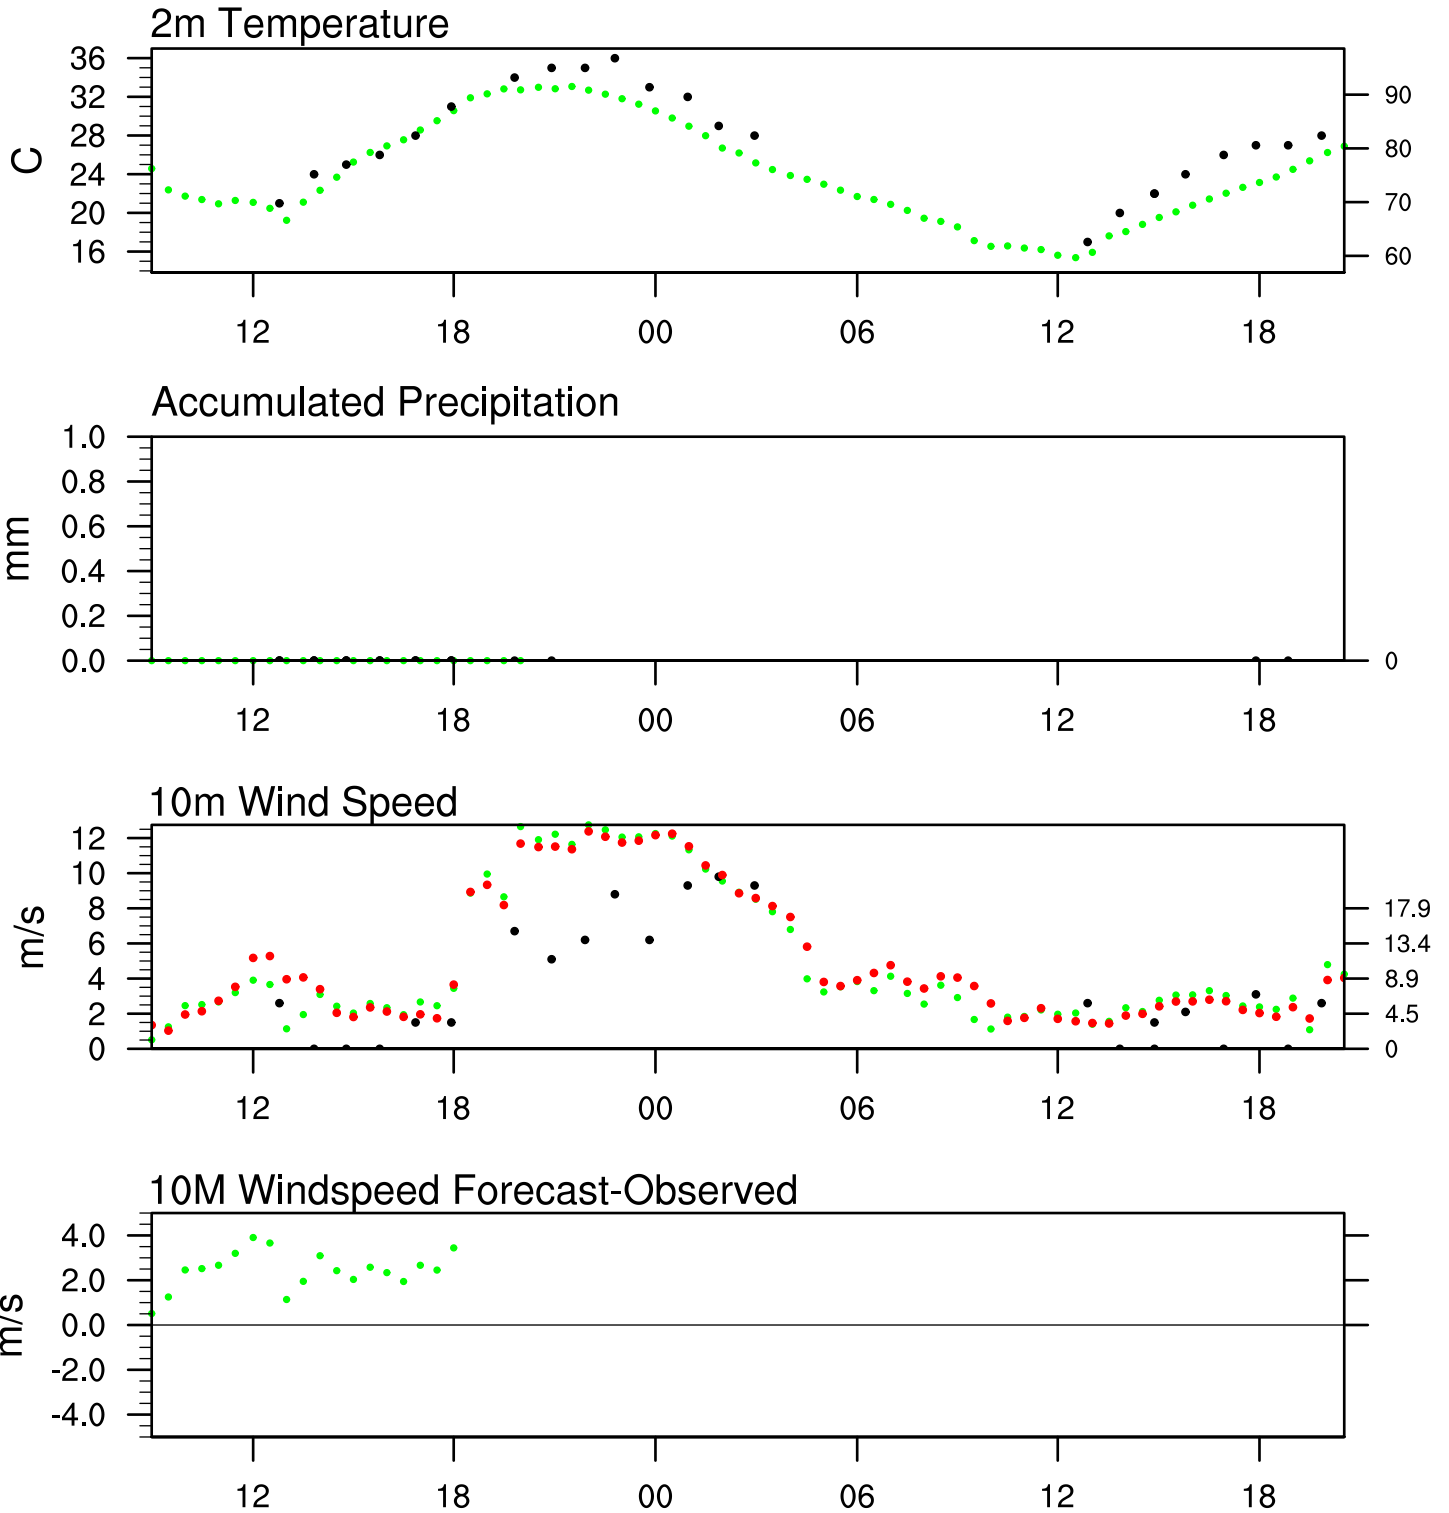 2m Temperature
36
32
28
24
20
16
C
90
80
70
60
12 18 00 06 12 18
Accumulated Precipitation
1.0
0.8
0.6
0.4
0.2
0.0
mm
0
12 18 00 06 12 18
10m Wind Speed
12
10
8
6
4
2
0
m/s
17.9
13.4
8.9
4.5
0
12 18 00 06 12 18
10M Windspeed Forecast-Observed
4.0
2.0
0.0
-2.0
-4.0
m/s
12 18 00 06 12 18